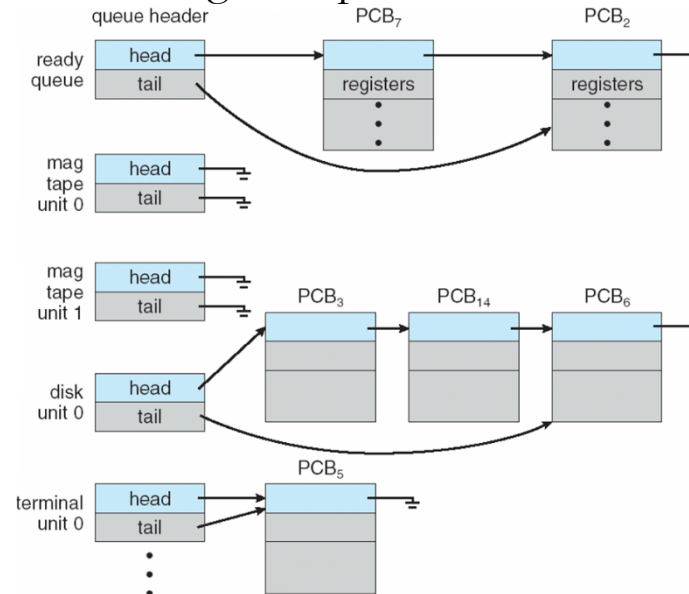 queue header PCB7 PCB2
ready queue
head
tail
registers
registers
mag tape unit 0
head
tail
mag tape unit 1
head
tail
PCB3 PCB14 PCB6
disk unit 0
head
tail
PCB5
terminal unit 0
head
tail